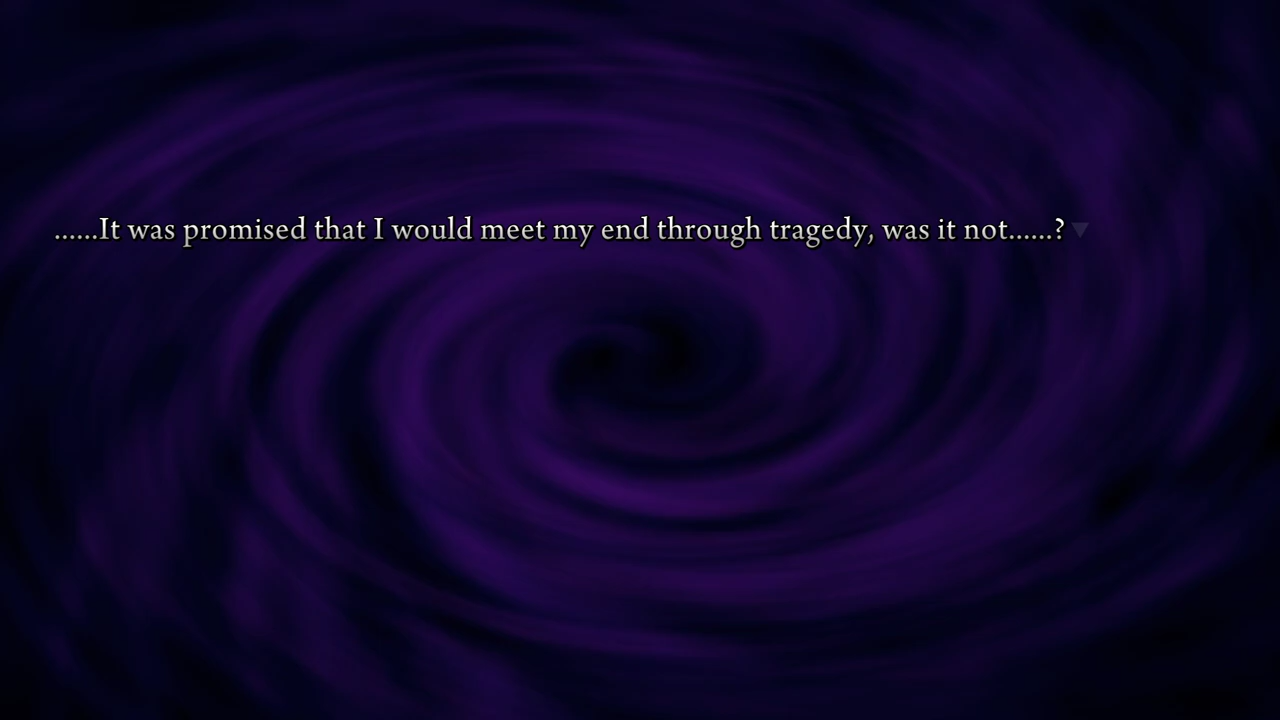 ......It was promised that I would meet my end through tragedy, was it not......?